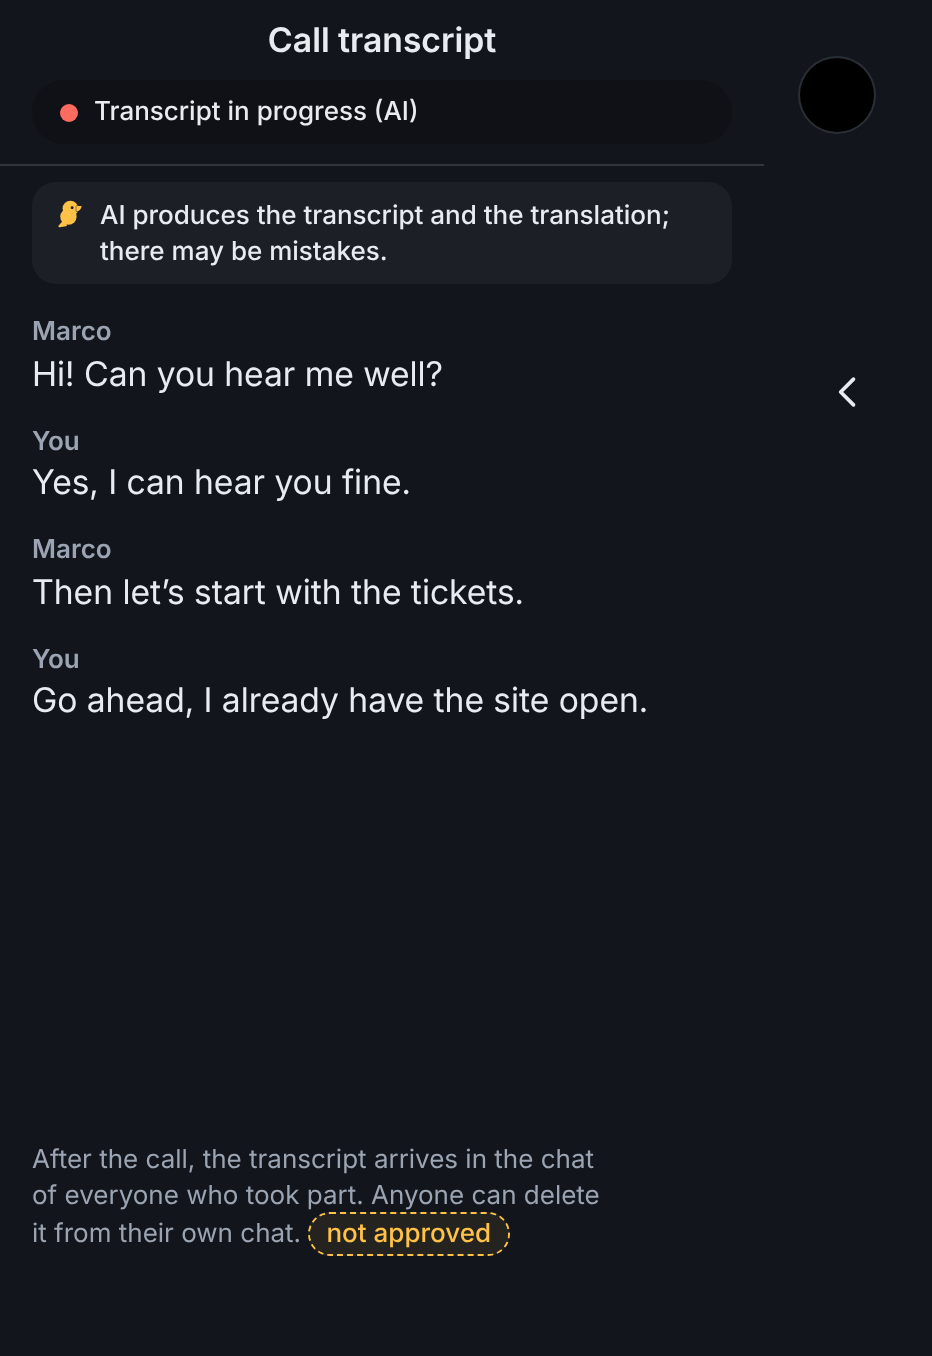 Call transcript
Transcript in progress (AI)
AI produces the transcript and the translation;
there may be mistakes.
Marco
Hi! Can you hear me well?
You
Yes, I can hear you fine.
Marco
Then let’s start with the tickets.
You
Go ahead, I already have the site open.
After the call, the transcript arrives in the chat
of everyone who took part. Anyone can delete
it from their own chat. not approved